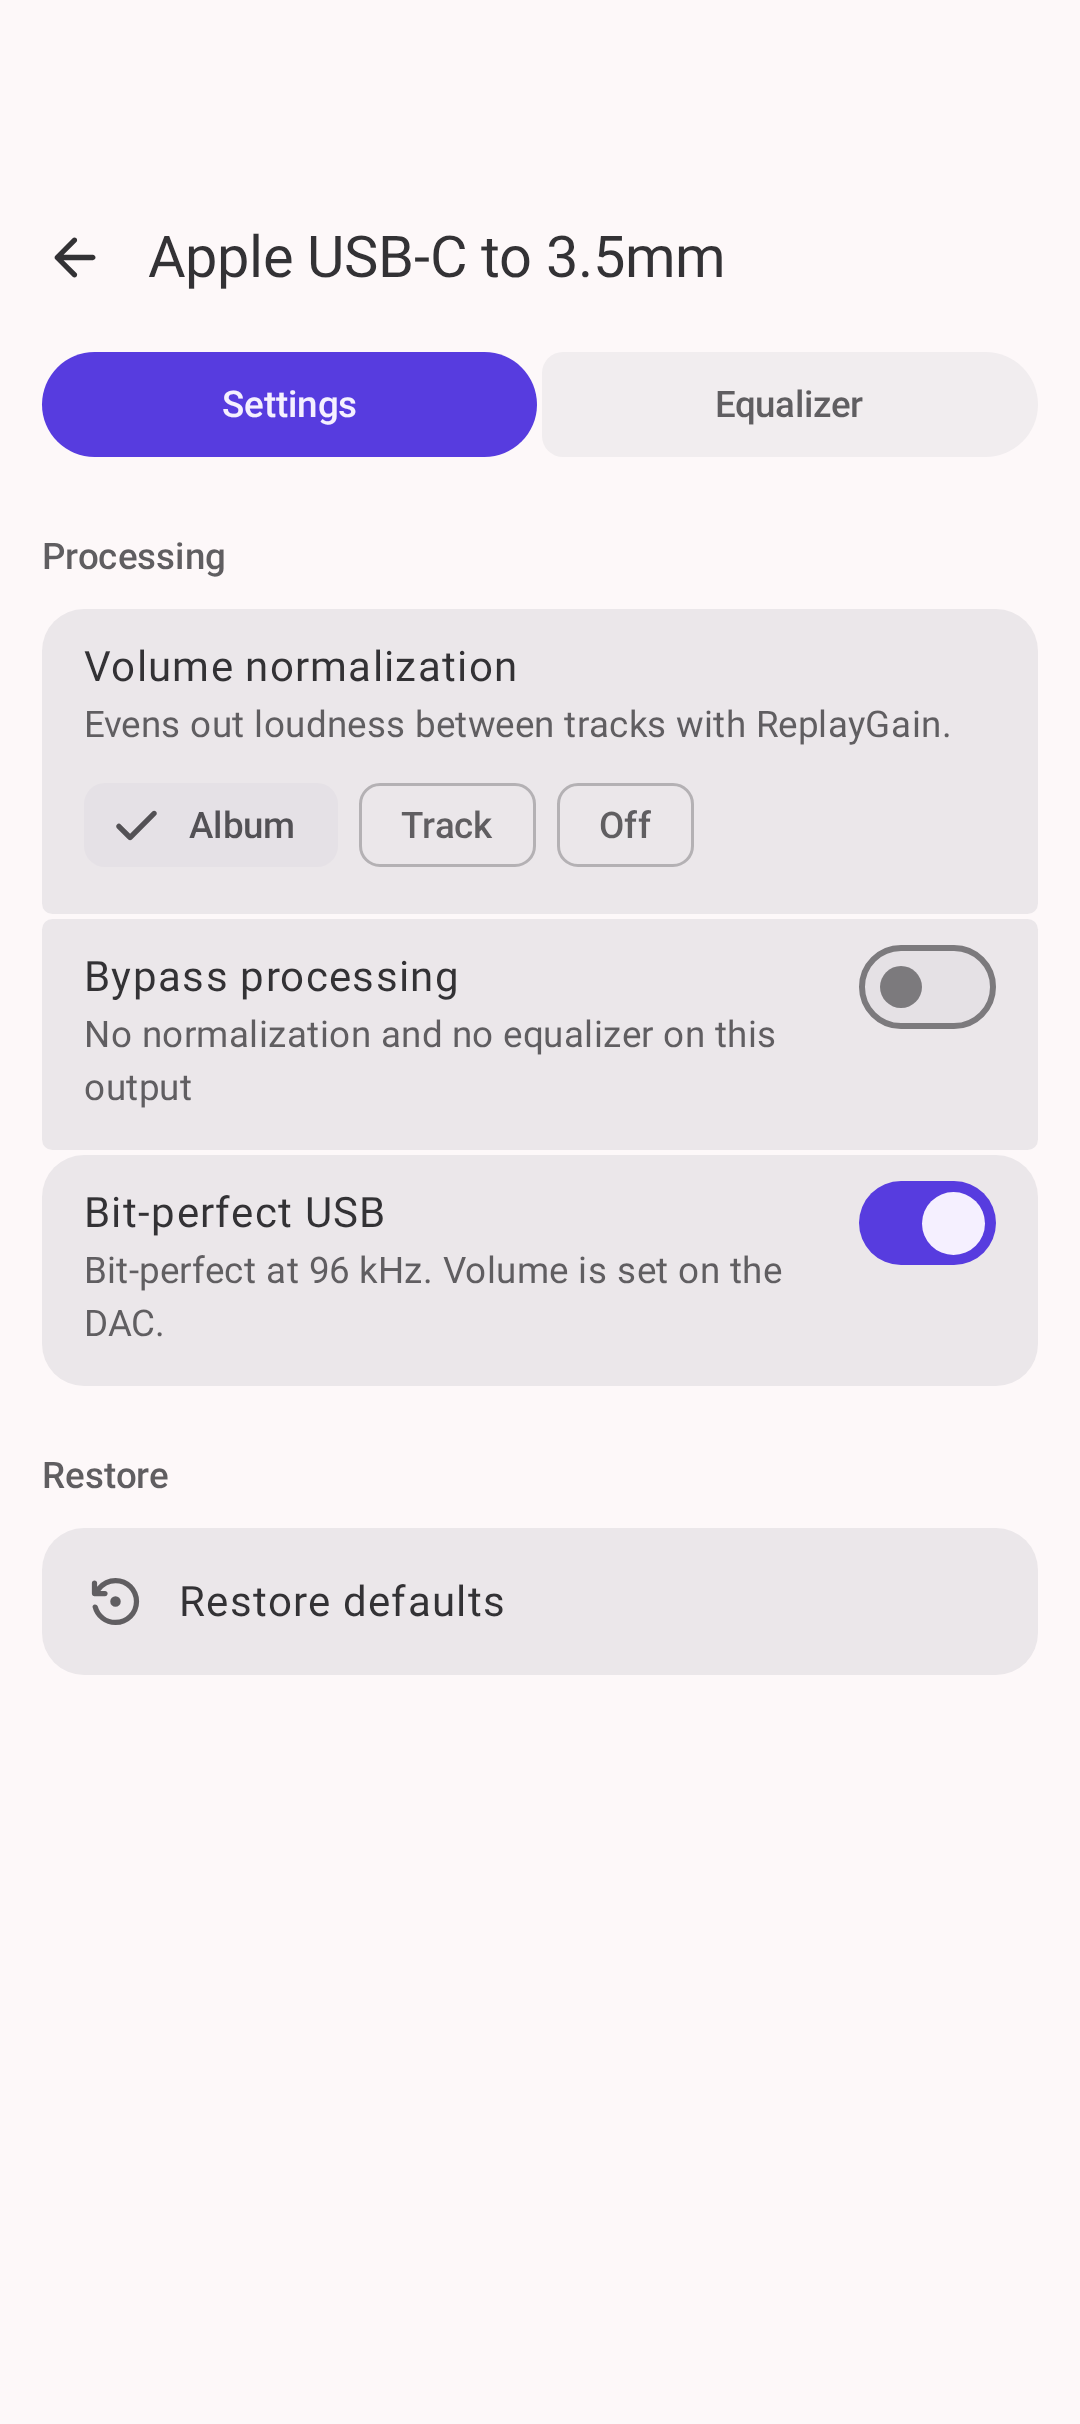 Apple USB-C to 3.5mm
Settings
Equalizer
Processing
Volume normalization
Evens out loudness between tracks with ReplayGain.
Album
Track
Off
Bypass processing
No normalization and no equalizer on this
output
Bit-perfect USB
Bit-perfect at 96 kHz. Volume is set on the
DAC.
Restore
Restore defaults